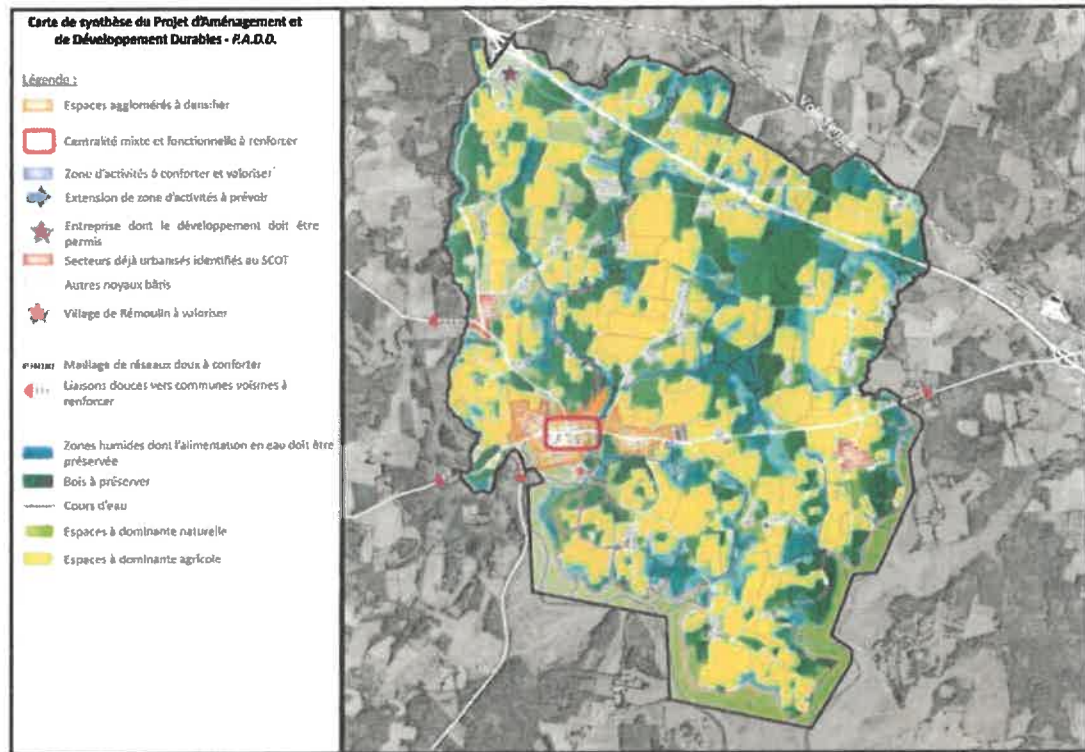 Carte de synthèse du Projet d'Aménagement et
de Développement Durables - P.A.D.D.
Légende :
Espaces agglomérés à densifier
Centralité mixte et fonctionnelle à renforcer
Zone d'activités à conforter et valoriser
Extension de zone d'activités à prévoir
Entreprise dont le développement doit être
permis
Secteurs déjà urbanisés identifiés au SCOT
Autres noyaux bâtis
Village de Rémoulin à valoriser
Maillage de réseaux doux à conforter
Liaisons douces vers communes voisines à
renforcer
Zones humides dont l'alimentation en eau doit être
préservée
Bois à préserver
Cours d'eau
Espaces à dominante naturelle
Espaces à dominante agricole